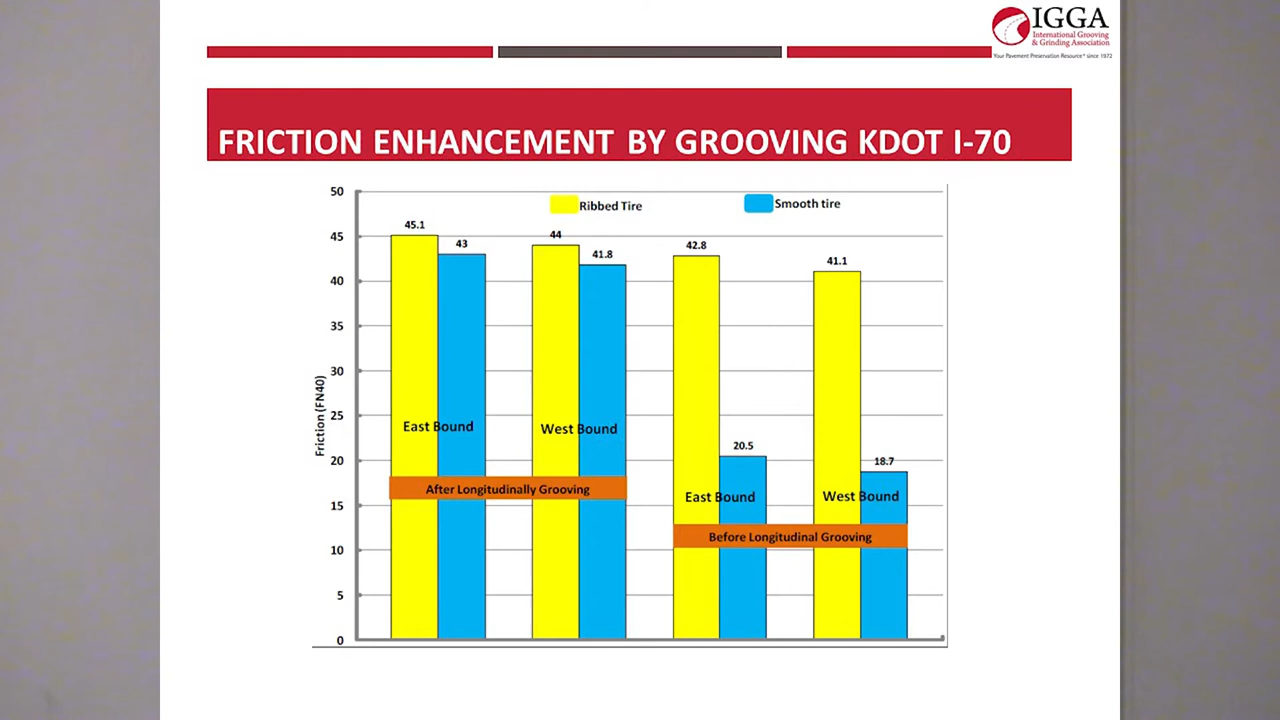 IGGA
International Grooving
& Grinding Association
Your Pavement Preservation Resource® since 1972
FRICTION ENHANCEMENT BY GROOVING KDOT I-70
Ribbed Tire
Smooth tire
Friction (FN40)
50
45
40
35
30
25
20
15
10
5
0
45.1
43
44
41.8
42.8
20.5
41.1
18.7
East Bound
West Bound
After Longitudinally Grooving
East Bound
West Bound
Before Longitudinal Grooving